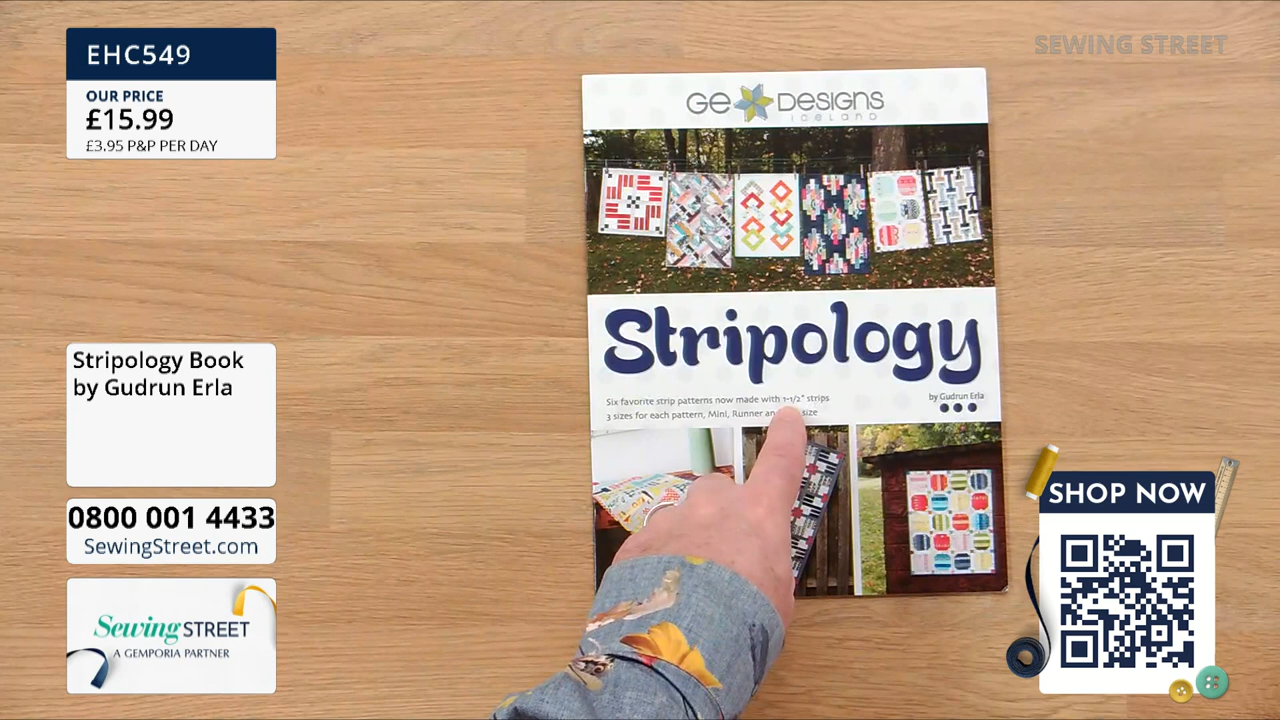 EHC549
OUR PRICE
£15.99
£3.95 P&P PER DAY
SEWING STREET
GE DESIGNS
ICELAND
Stripology
Six favorite strip patterns now made with 1-1/2" strips
3 sizes for each pattern, Mini, Runner an size
by Gudrun Erla
Stripology Book
by Gudrun Erla
0800 001 4433
SewingStreet.com
Sewing STREET
A GEMPORIA PARTNER
SHOP NOW